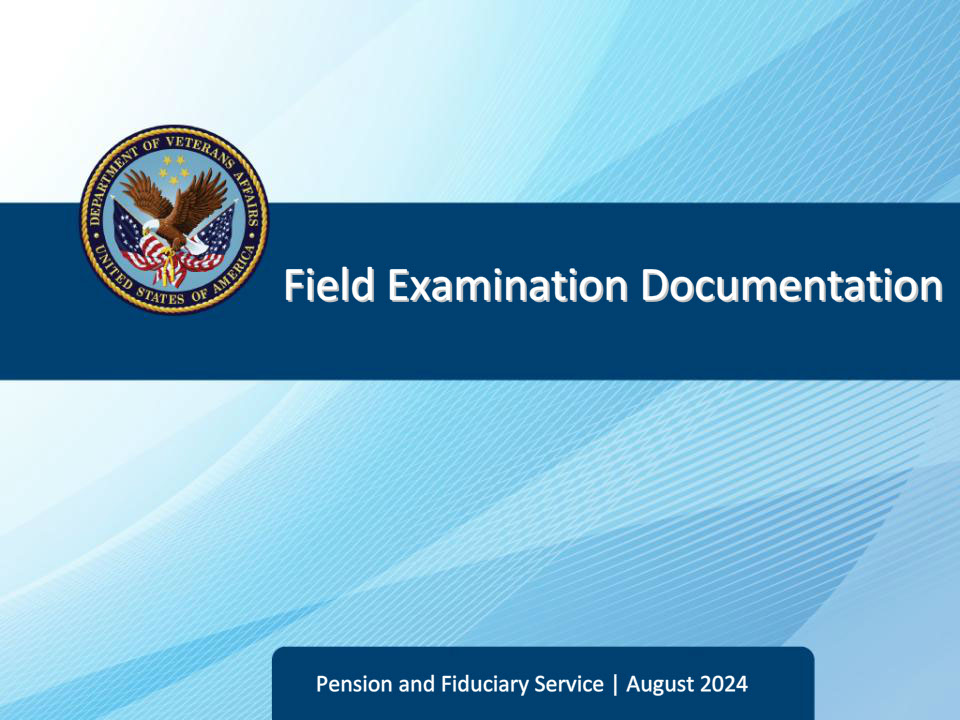 DEPARTMENT OF VETERANS AFFAIRS
UNITED STATES OF AMERICA
Field Examination Documentation
Pension and Fiduciary Service | August 2024